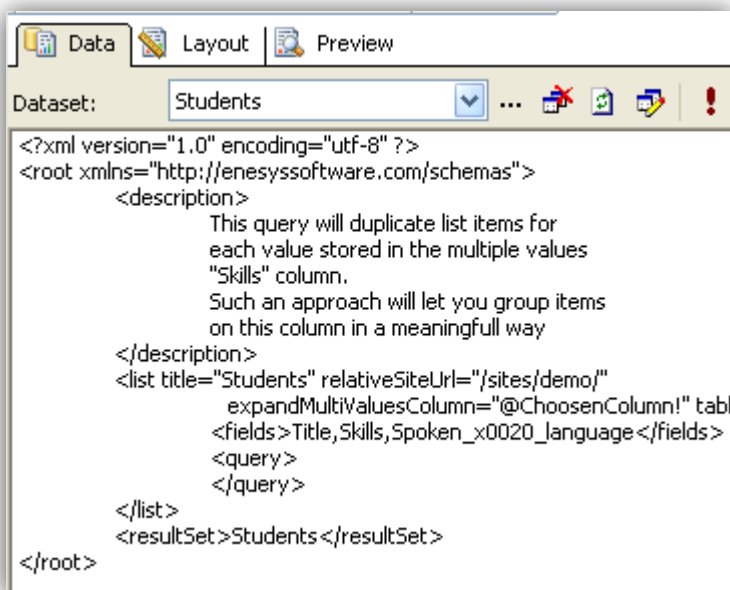 Data Layout Preview
Dataset: Students ...
<?xml version="1.0" encoding="utf-8" ?>
<root xmlns="http://enesyssoftware.com/schemas">
<description>
This query will duplicate list items for
each value stored in the multiple values
"Skills" column.
Such an approach will let you group items
on this column in a meaningfull way
</description>
<list title="Students" relativeSiteUrl="/sites/demo/"
expandMultiValuesColumn="@ChoosenColumn!"
<fields>Title,Skills,Spoken_x0020_language</fields>
<query>
</query>
</list>
<resultSet>Students</resultSet>
</root>